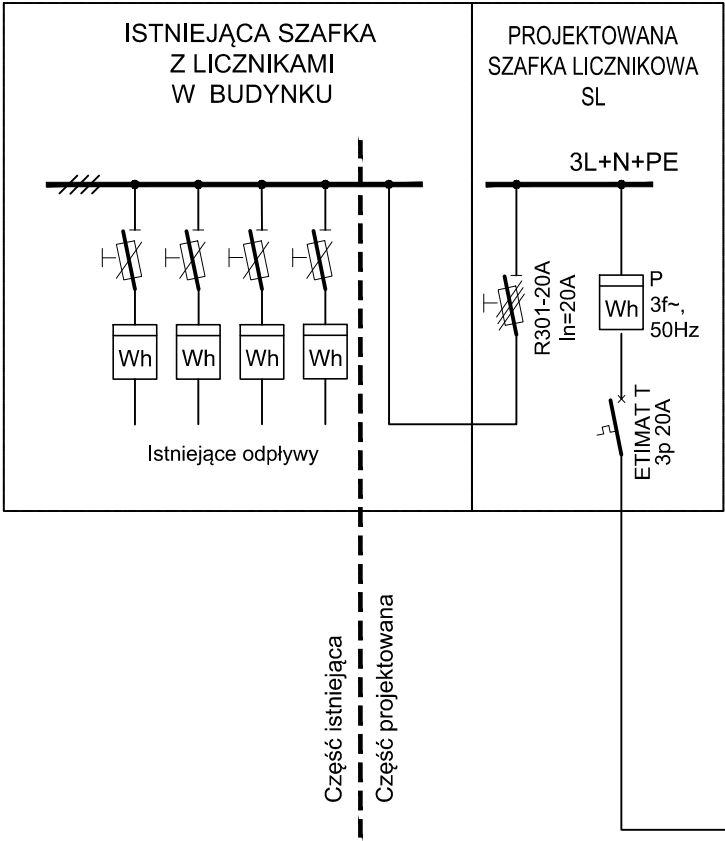 ISTNIEJĄCA SZAFKA
Z LICZNIKAMI
W BUDYNKU
PROJEKTOWANA
SZAFKA LICZNIKOWA
SL
3L+N+PE
Wh
Wh
Wh
Wh
Istniejące odpływy
R301-20A
In=20A
Wh
P
3f~,
50Hz
ETIMAT T
3p 20A
Część istniejąca
Część projektowana